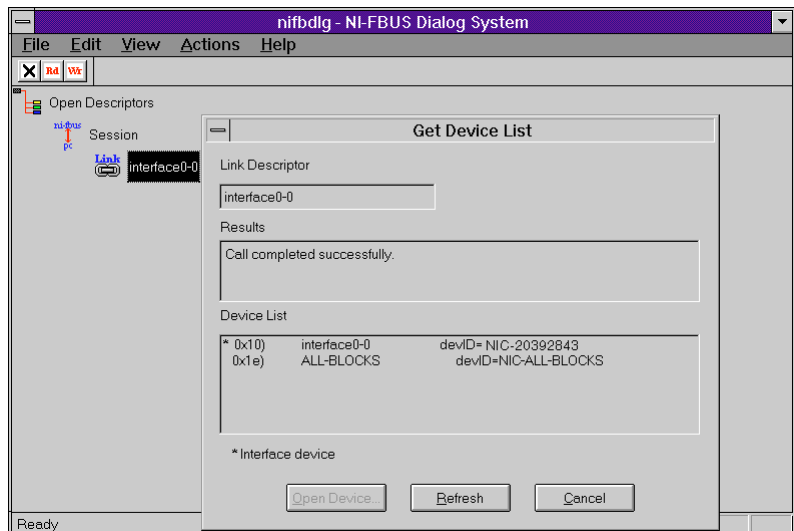 nifbdlg - NI-FBUS Dialog System
File Edit View Actions Help
X Rd Wr
Open Descriptors
ni-fbus
pc
Session
Link
interface0-0
Get Device List
Link Descriptor
interface0-0
Results
Call completed successfully.
Device List
* 0x10) interface0-0 devID= NIC-20392843
0x1e) ALL-BLOCKS devID=NIC-ALL-BLOCKS
* Interface device
Open Device...
Refresh
Cancel
Ready